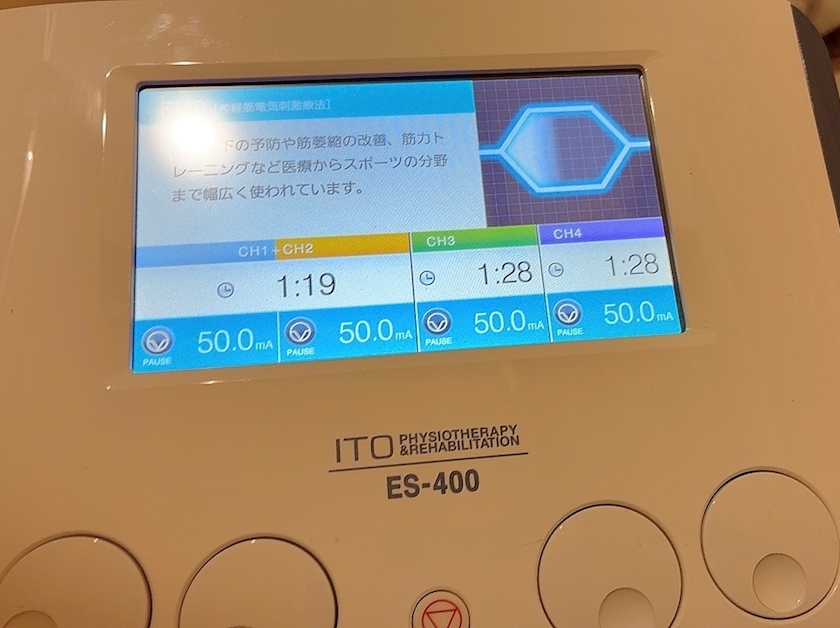 [神経筋電気刺激療法]
下の予防や筋萎縮の改善、筋力ト
レーニングなど医療からスポーツの分野
まで幅広く使われています。
CH1+CH2
CH3
CH4
1:19
1:28
1:28
50.0mA
50.0mA
50.0mA
50.0mA
PAUSE
PAUSE
PAUSE
PAUSE
ITO PHYSIOTHERAPY
&REHABILITATION
ES-400